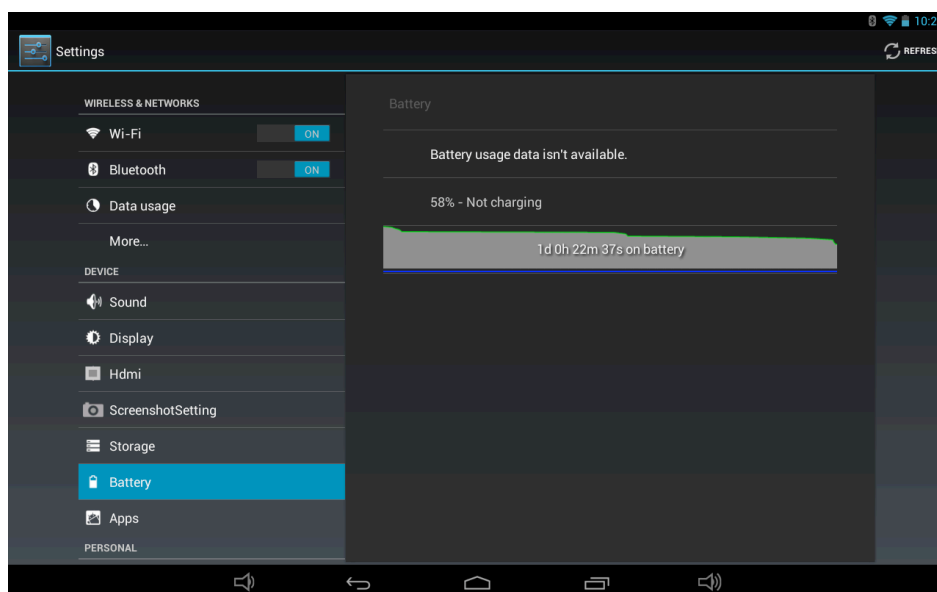 10:2
Settings
REFRES
WIRELESS & NETWORKS
Wi-Fi
ON
Bluetooth
ON
Data usage
More...
DEVICE
Sound
Display
Hdmi
ScreenshotSetting
Storage
Battery
Apps
PERSONAL
Battery
Battery usage data isn't available.
58% - Not charging
1d 0h 22m 37s on battery